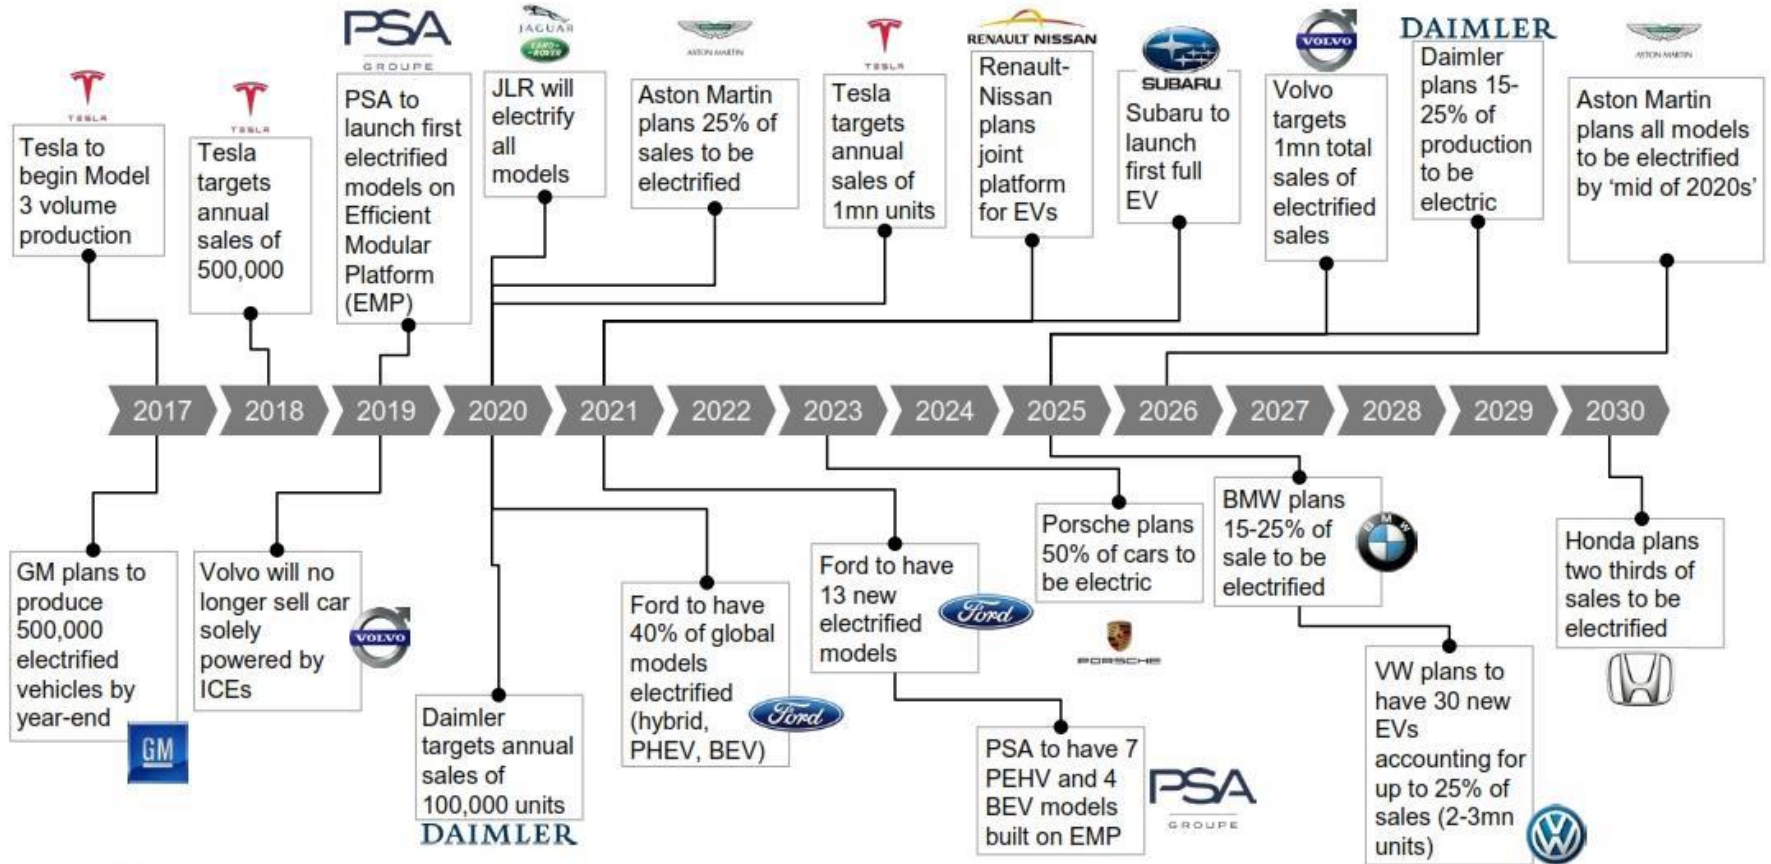 TESLA
Tesla to
begin Model
3 volume
production
TESLA
Tesla
targets
annual
sales of
500,000
PSA
GROUPE
PSA to
launch first
electrified
models on
Efficient
Modular
Platform
(EMP)
JAGUAR
LAND-
ROVER
JLR will
electrify
all
models
ASTON MARTIN
Aston Martin
plans 25% of
sales to be
electrified
TESLA
Tesla
targets
annual
sales of
1mn units
RENAULT NISSAN
Renault-
Nissan
plans
joint
platform
for EVs
SUBARU
Subaru to
launch
first full
EV
VOLVO
Volvo
targets
1mn total
sales of
electrified
sales
DAIMLER
Daimler
plans 15-
25% of
production
to be
electric
ASTON MARTIN
Aston Martin
plans all models
to be electrified
by ‘mid of 2020s’
2017 2018 2019 2020 2021 2022 2023 2024 2025 2026 2027 2028 2029 2030
GM plans to
produce
500,000
electrified
vehicles by
year-end
GM
Volvo will no
longer sell car
solely
powered by
ICEs
VOLVO
Daimler
targets annual
sales of
100,000 units
DAIMLER
Ford to have
40% of global
models
electrified
(hybrid,
PHEV, BEV)
Ford
Ford to have
13 new
electrified
models
Ford
PSA to have 7
PEHV and 4
BEV models
built on EMP
PSA
GROUPE
Porsche plans
50% of cars to
be electric
PORSCHE
BMW plans
15-25% of
sale to be
electrified
BMW
VW plans to
have 30 new
EVs
accounting for
up to 25% of
sales (2-3mn
units)
VW
Honda plans
two thirds of
sales to be
electrified